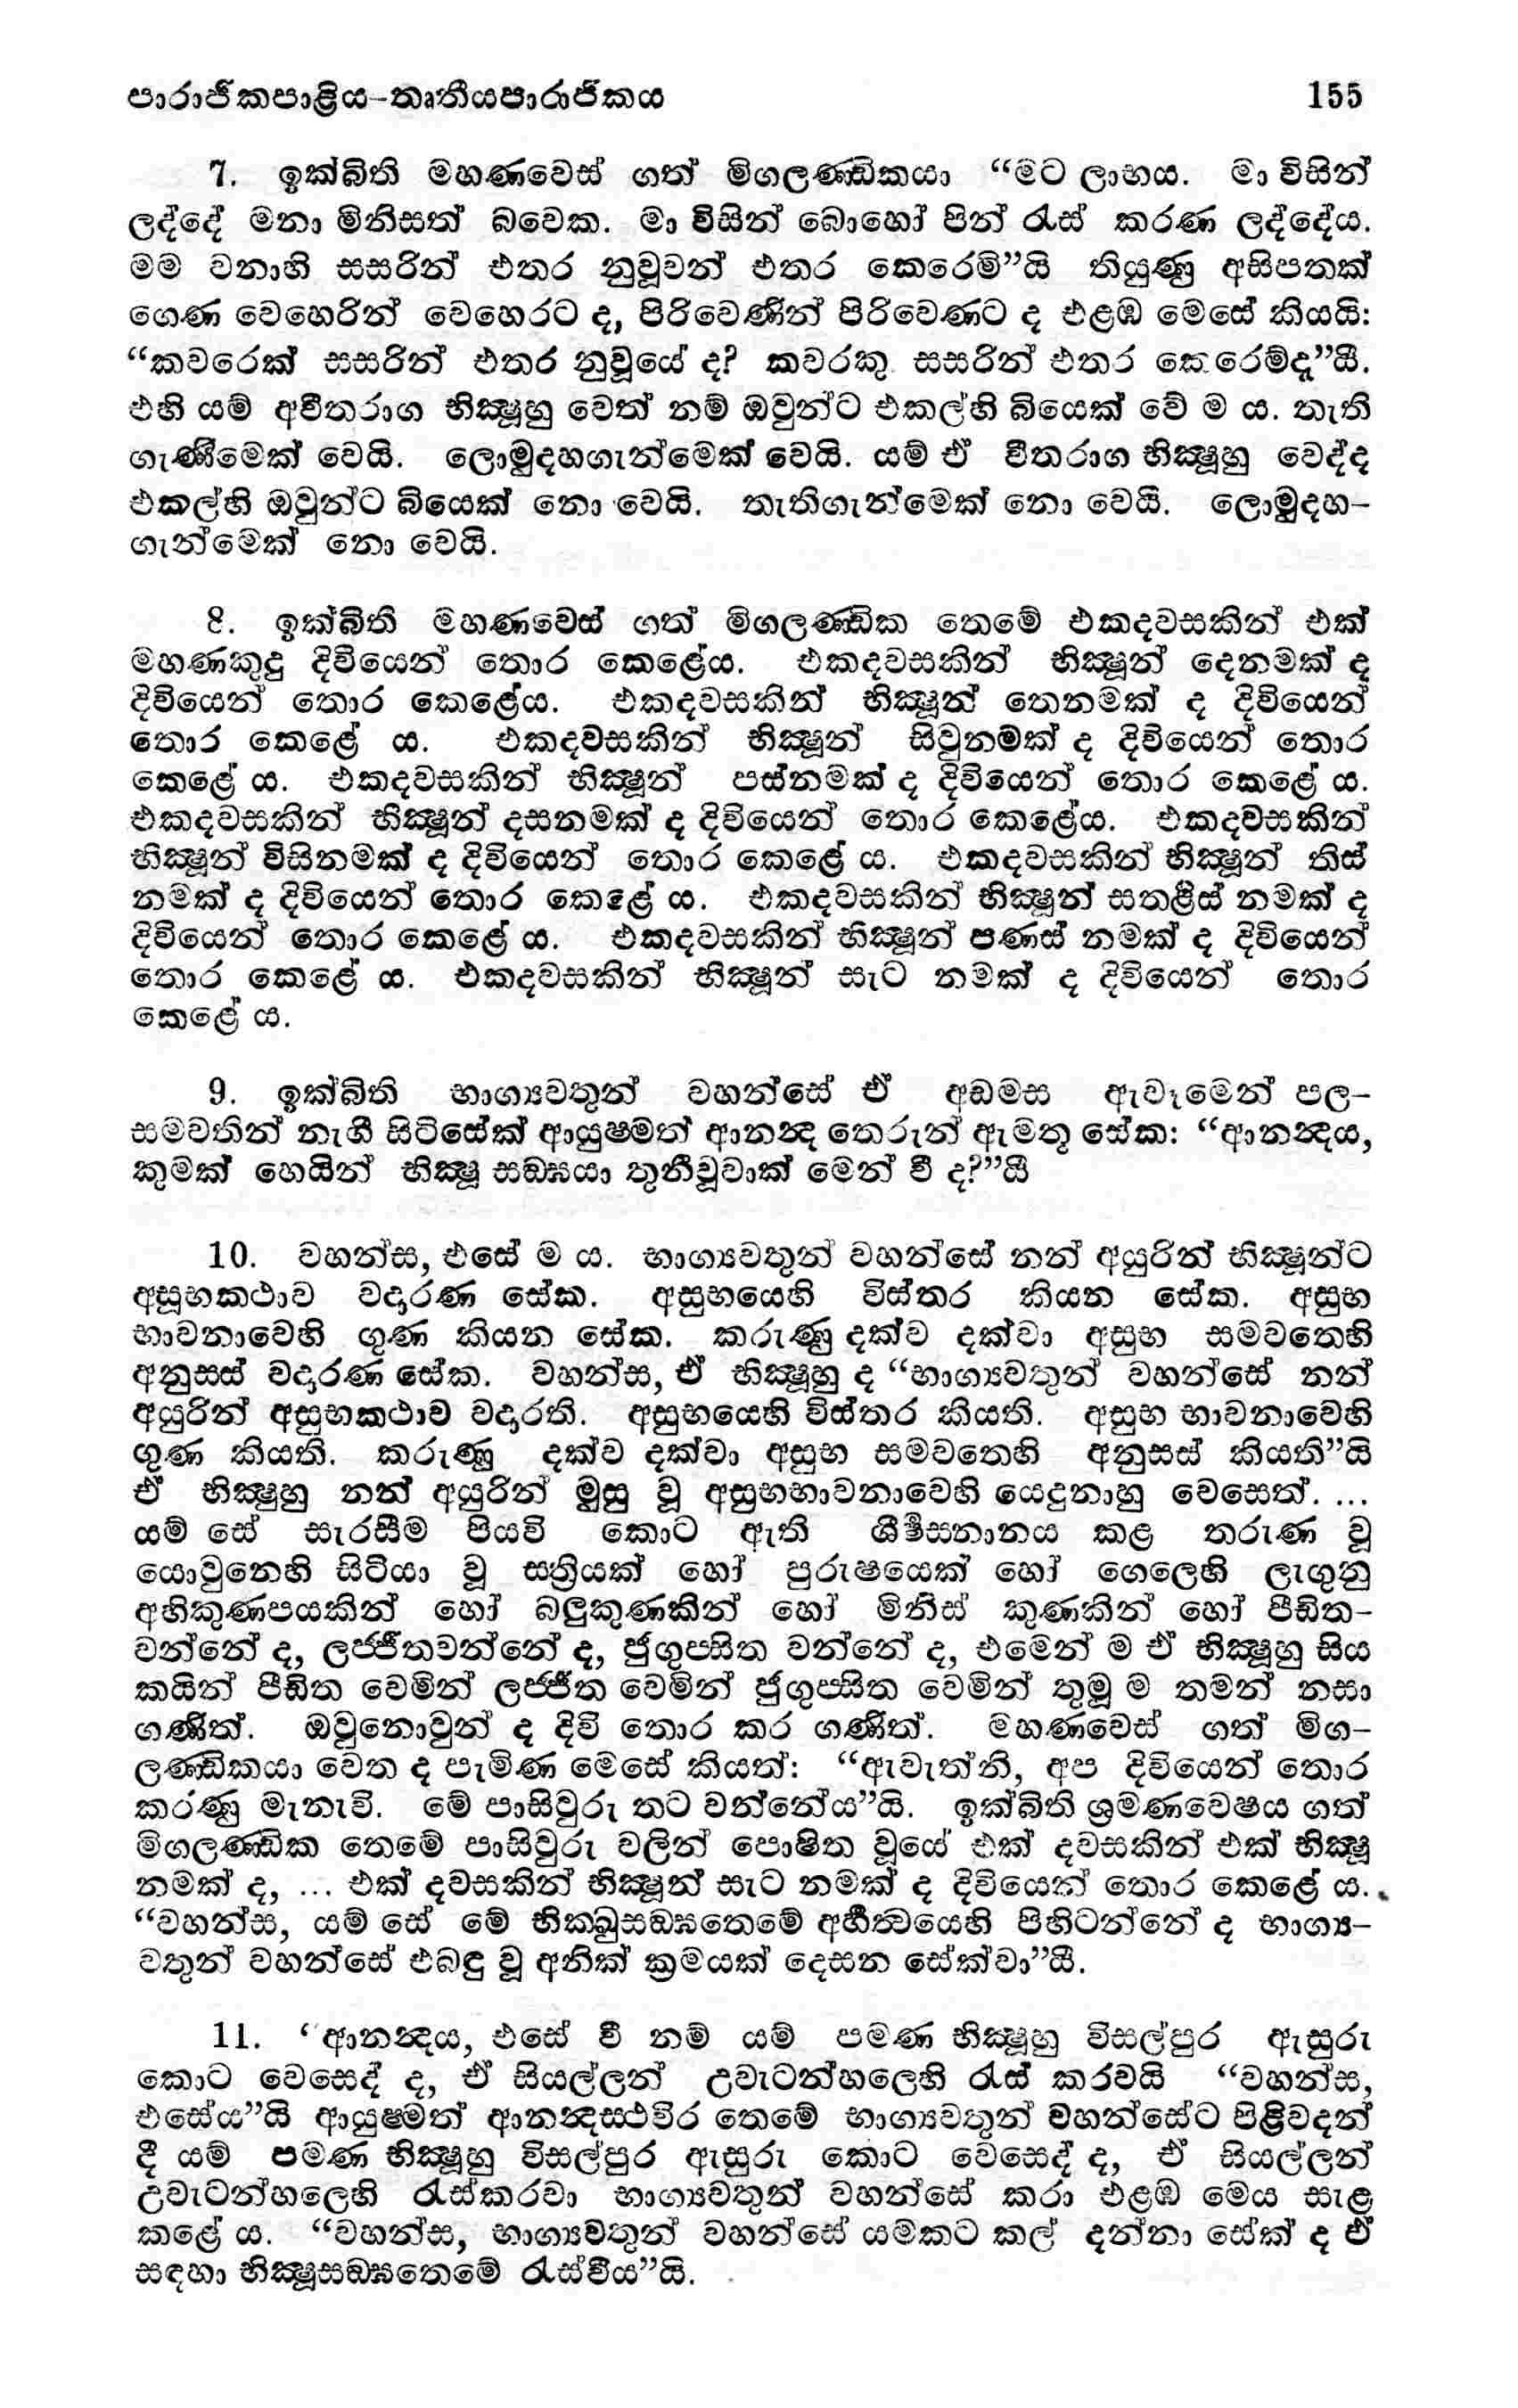 පාරාජිකපාළිය-තෘතීයපාරාජිකය 155
7. ඉක්බිති මහණවෙස් ගත් මිගලණ්ඩිකයා “මට ලාභය. මා විසින්
ලද්දේ මනා මිනිසත් බවෙක. මා විසින් බොහෝ පින් රැස් කරණ ලද්දේය.
මම වනාහි සසරින් එතර නුවූවන් එතර කෙරෙමි”යි තියුණු අසිපතක්
ගෙණ වෙහෙරින් වෙහෙරට ද, පිරිවෙණින් පිරිවෙණට ද එළඹ මෙසේ කියයි:
“කවරෙක් සසරින් එතර නුවූයේ ද? කවරකු සසරින් එතර කෙරෙම්ද”යී.
එහි යම් අවීතරාග භික්‍ෂූහු වෙත් නම් ඔවුන්ට එකල්හි බියෙක් වේ ම ය. තැති
ගැණීමෙක් වෙයි. ලොමුදහගැන්මෙක් වෙයි. යම් ඒ වීතරාග භික්‍ෂූහු වෙද්ද
එකල්හි ඔවුන්ට බියෙක් නො වෙයි. තැතිගැන්මෙක් නො වෙයි. ලොමුදහ-
ගැන්මෙක් නො වෙයි.
8. ඉක්බිති මහණවෙස් ගත් මිගලණ්ඩික තෙමේ එකදවසකින් එක්
මහණකුදු දිවියෙන් තොර කෙළේය. එකදවසකින් භික්‍ෂූන් දෙනමක් ද
දිවියෙන් තොර කෙළේය. එකදවසකින් භික්‍ෂූන් තෙනමක් ද දිවියෙන්
තොර කෙළේ ය. එකදවසකින් භික්‍ෂූන් සිවුනමක් ද දිවියෙන් තොර
කෙළේ ය. එකදවසකින් භික්‍ෂූන් පස්නමක් ද දිවියෙන් තොර කෙළේ ය.
එකදවසකින් භික්‍ෂූන් දසනමක් ද දිවියෙන් තොර කෙළේය. එකදවසකින්
භික්‍ෂූන් විසිනමක් ද දිවියෙන් තොර කෙළේ ය. එකදවසකින් භික්‍ෂූන් තිස්
නමක් ද දිවියෙන් තොර කෙළේ ය. එකදවසකින් භික්‍ෂූන් සතළිස් නමක් ද
දිවියෙන් තොර කෙළේ ය. එකදවසකින් භික්‍ෂූන් පණස් නමක් ද දිවියෙන්
තොර කෙළේ ය. එකදවසකින් භික්‍ෂූන් සැට නමක් ද දිවියෙන් තොර
කෙළේ ය.
9. ඉක්බිති භාග්‍යවතුන් වහන්සේ ඒ අඩමස ඇවෑමෙන් පල-
සමවතින් නැගී සිටිසේක් ආයුෂ්මත් ආනන්‍ද තෙරුන් ඇමතූ සේක: “ආනන්‍දය,
කුමක් හෙයින් භික්‍ෂූ සඞ්ඝයා තුනීවූවාක් මෙන් වී ද?”යී
10. වහන්ස, එසේ ම ය. භාග්‍යවතුන් වහන්සේ නන් අයුරින් භික්‍ෂූන්ට
අසූභකථාව වදාරණ සේක. අසුභයෙහි විස්තර කියන සේක. අසුභ
භාවනාවෙහි ගුණ කියන සේක. කරුණු දක්ව දක්වා අසුභ සමවතෙහි
අනුසස් වදාරණ සේක. වහන්ස, ඒ භික්‍ෂූහු ද “භාග්‍යවතුන් වහන්සේ නන්
අයුරින් අසුභකථාව වදාරති. අසුභයෙහි විස්තර කියති. අසුභ භාවනාවෙහි
ගුණ කියති. කරුණු දක්ව දක්වා අසුභ සමවතෙහි අනුසස් කියති”යි
ඒ භික්‍ෂුහු නන් අයුරින් මුසු වූ අසුභභාවනාවෙහි යෙදුනාහු වෙසෙත්. ...
යම් සේ සැරසීම පියවි කොට ඇති ශීර්‍ෂස්නානය කළ තරුණ වූ
යොවුනෙහි සිටියා වූ ස්ත්‍රියක් හෝ පුරුෂයෙක් හෝ ගෙලෙහි ලැගුනු
අහිකුණපයකින් හෝ බලුකුණකින් හෝ මිනිස් කුණකින් හෝ පීඩිත-
වන්නේ ද, ලජ්ජිතවන්නේ ද, ජුගුප්සිත වන්නේ ද, එමෙන් ම ඒ භික්‍ෂූහු සිය
කයින් පීඩිත වෙමින් ලජ්ජිත වෙමින් ජුගුප්සිත වෙමින් තුමූ ම තමන් නසා
ගණිත්. ඔවුනොවුන් ද දිවි තොර කර ගණිත්. මහණවෙස් ගත් මිග-
ලණ්ඩිකයා වෙත ද පැමිණ මෙසේ කියත්: “ඇවැත්නි, අප දිවියෙන් තොර
කරණු මැනැවි. මේ පාසිවුරු තට වන්නේය”යි. ඉක්බිති ශ්‍රමණවෙෂය ගත්
මිගලණ්ඩික තෙමේ පාසිවුරු වලින් පොෂිත වූයේ එක් දවසකින් එක් භික්‍ෂූ
නමක් ද, ... එක් දවසකින් භික්‍ෂූන් සැට නමක් ද දිවියෙන් තොර කෙළේ ය.
“වහන්ස, යම් සේ මේ භික්ඛුසඞ්ඝතෙමේ අර්‍හත්‍වයෙහි පිහිටන්නේ ද භාග්‍ය-
වතුන් වහන්සේ එබඳු වූ අනික් ක්‍රමයක් දෙසන සේක්වා”යී.
11. ‘ආනන්‍දය, එසේ වී නම් යම් පමණ භික්‍ෂූහු විසල්පුර ඇසුරු
කොට වෙසෙද් ද, ඒ සියල්ලන් උවැටන්හලෙහි රැස් කරවයි “වහන්ස,
එසේය”යි ආයුෂ්මත් ආනන්‍දස්ථවිර තෙමේ භාග්‍යවතුන් වහන්සේට පිළිවදන්
දී යම් පමණ භික්‍ෂූහු විසල්පුර ඇසුරු කොට වෙසෙද් ද, ඒ සියල්ලන්
උවැටන්හලෙහි රැස්කරවා භාග්‍යවතුන් වහන්සේ කරා එළඹ මෙය සැළ
කළේ ය. “වහන්ස, භාග්‍යවතුන් වහන්සේ යමකට කල් දන්නා සේක් ද ඒ
සඳහා භික්‍ෂූසඞ්ඝතෙමේ රැස්වීය”යි.